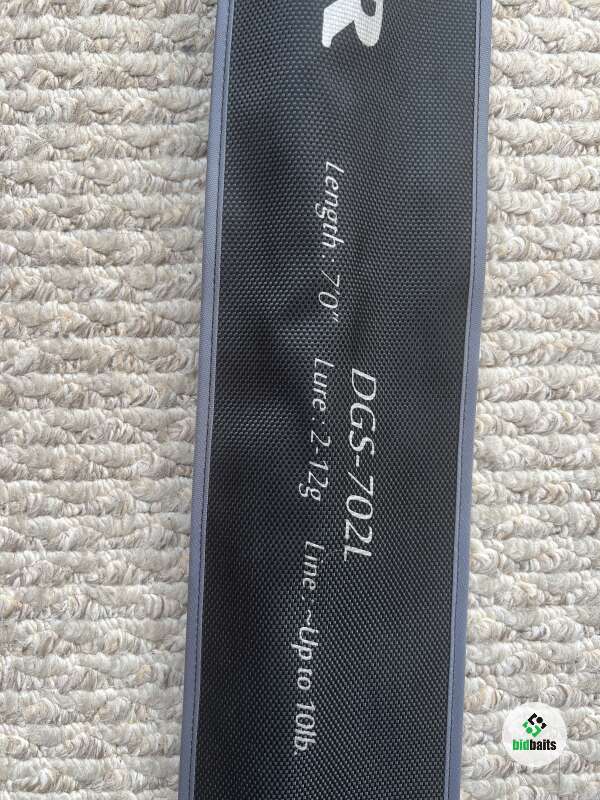 R
DGS-702L
Length : 7'0" Lure : 2-12g Line : ~Up to 10lb.
bidbaits